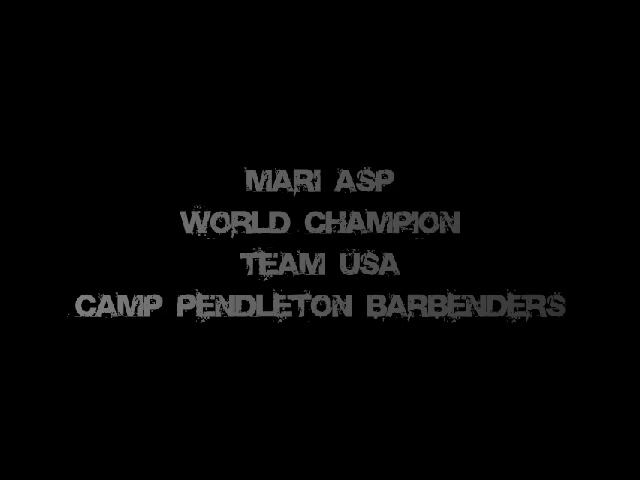 MARI ASP
WORLD CHAMPION
TEAM USA
CAMP PENDLETON BARBENDERS